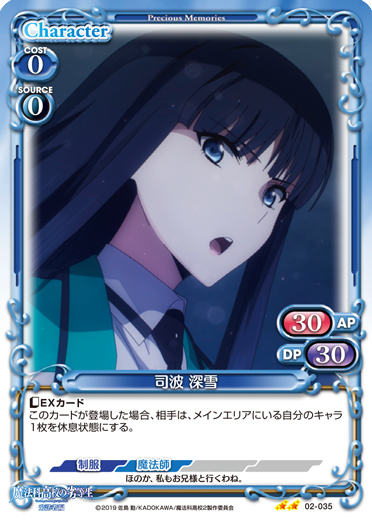 Precious Memories
Character
COST
0
SOURCE
0
30 AP
DP 30
司波 深雪
EXカード
このカードが登場した場合、相手は、メインエリアにいる自分のキャラ
1枚を休息状態にする。
制服 魔法師
ほのか、私もお兄様と行くわね。
魔法科高校の劣等生
©2019 佐島 勤/KADOKAWA/魔法科高校2製作委員会
02-035